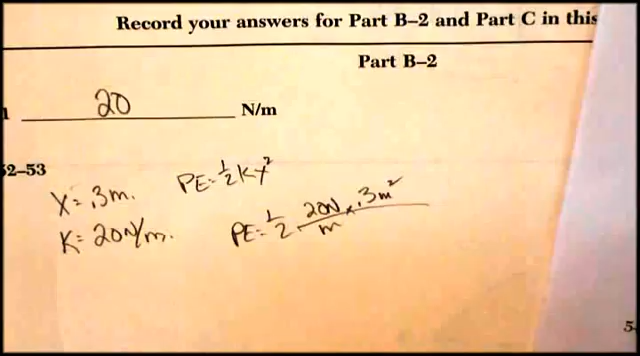 Record your answers for Part B–2 and Part C in this
Part B–2
20 N/m
52–53
X = .3m. PE = 1/2 kx²
K = 20 N/m. PE = 1/2 · 20N/m × .3m²